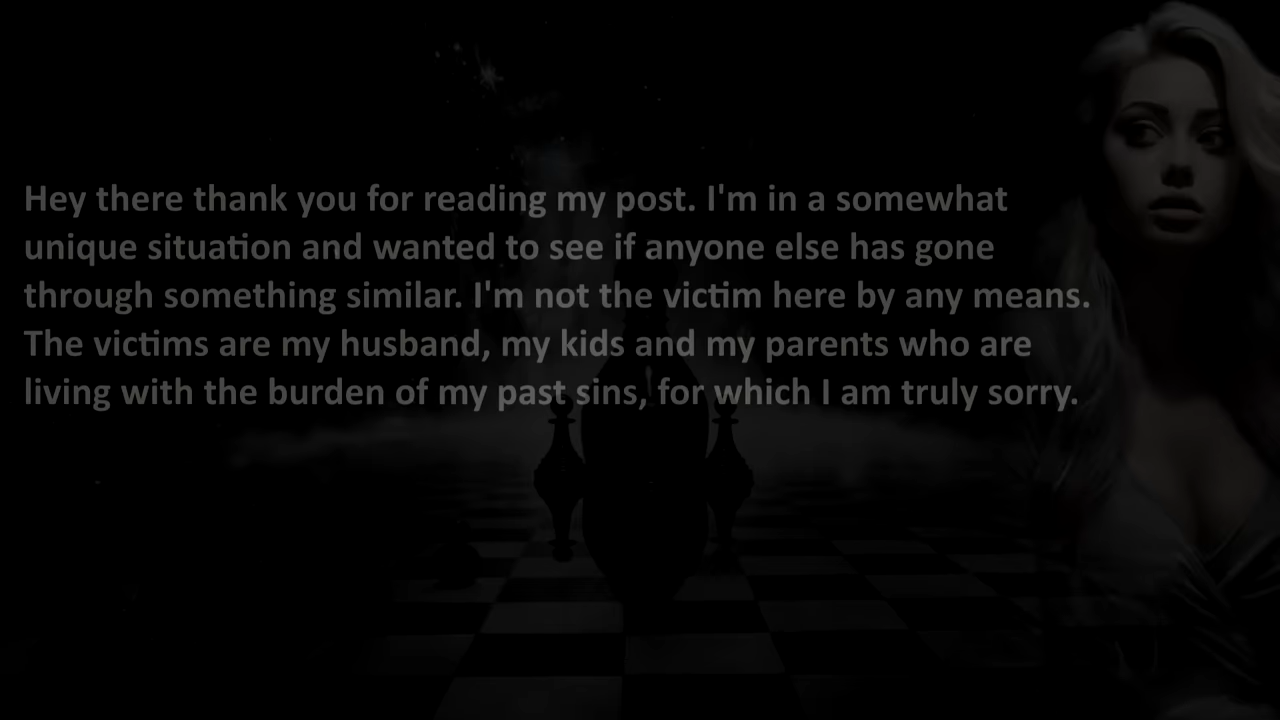 Hey there thank you for reading my post. I'm in a somewhat
unique situation and wanted to see if anyone else has gone
through something similar. I'm not the victim here by any means.
The victims are my husband, my kids and my parents who are
living with the burden of my past sins, for which I am truly sorry.